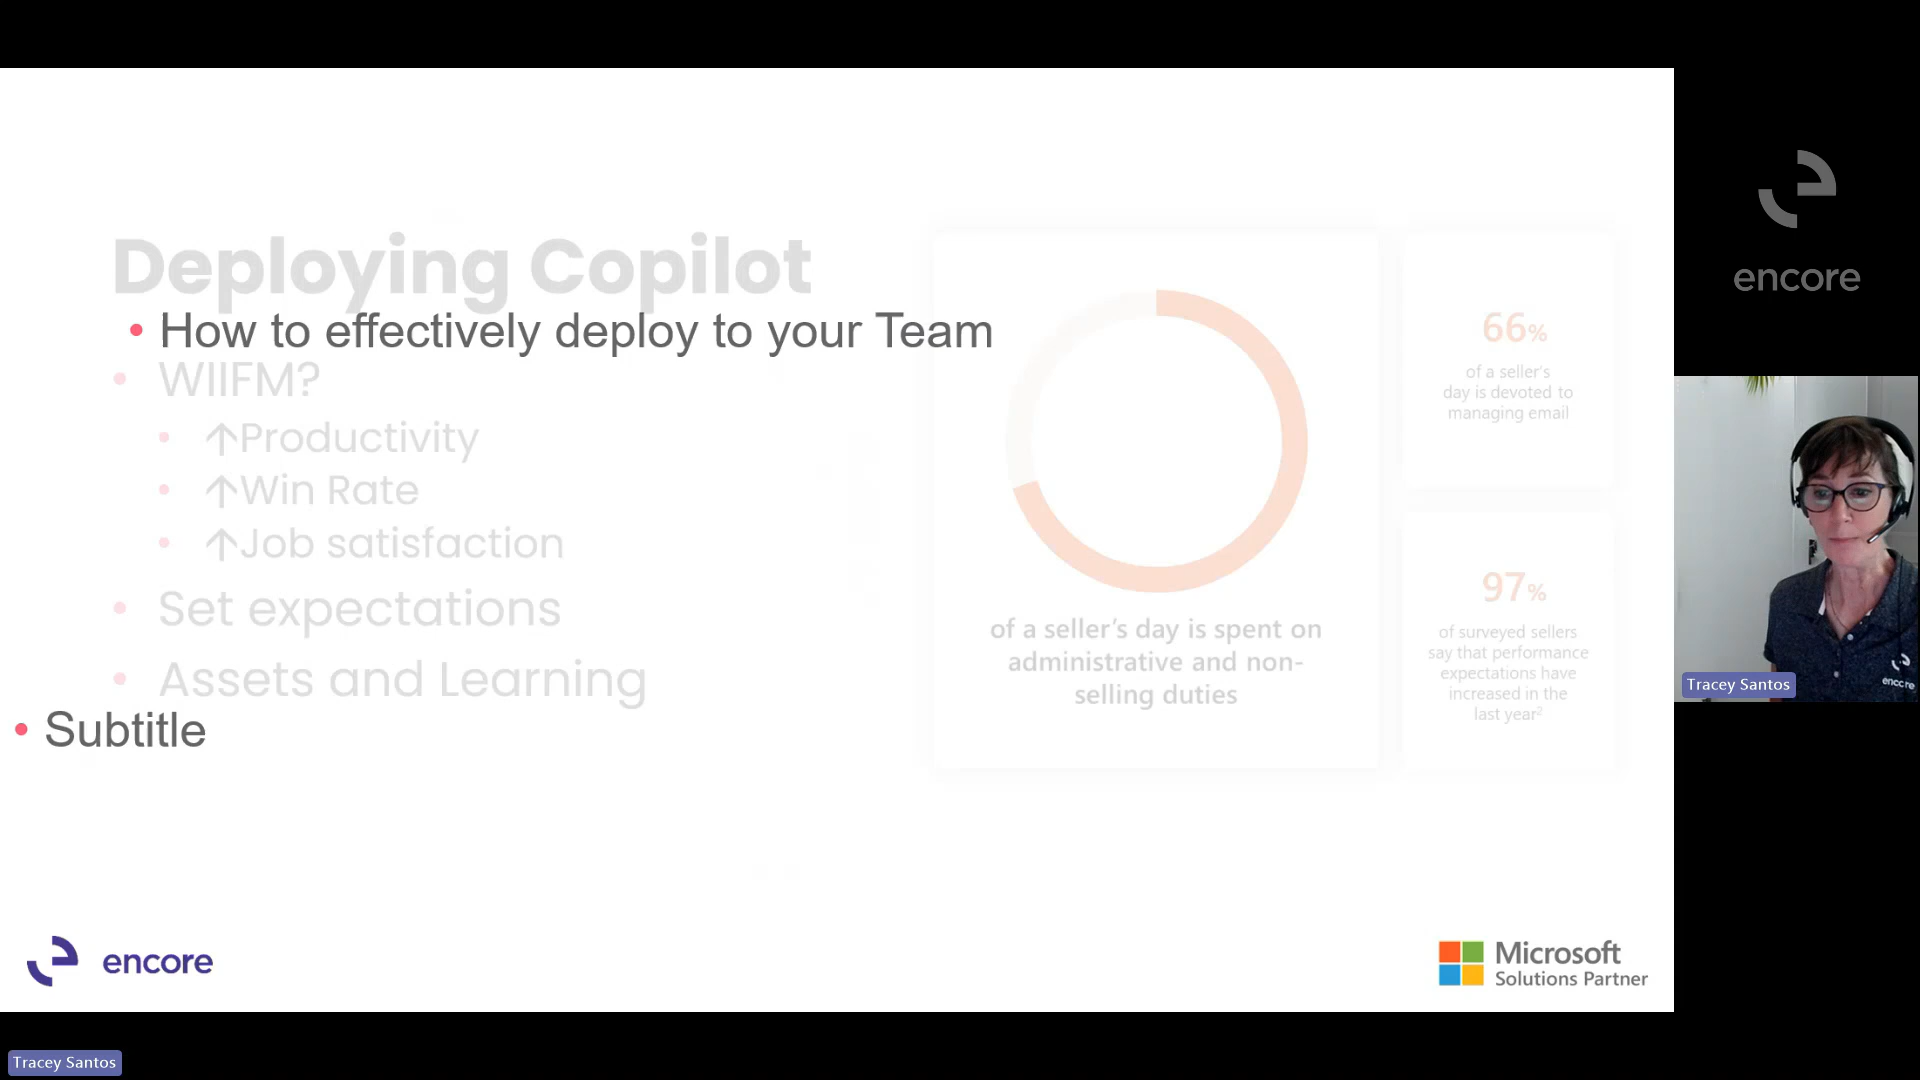 Deploying Copilot
• How to effectively deploy to your Team
• WIIFM?
• ↑Productivity
• ↑Win Rate
• ↑Job satisfaction
• Set expectations
• Assets and Learning
• Subtitle
of a seller's day is spent on
administrative and non-
selling duties
66%
of a seller's
day is devoted to
managing email
97%
of surveyed sellers
say that performance
expectations have
increased in the
last year²
encore
Microsoft
Solutions Partner
encore
encore
Tracey Santos
Tracey Santos